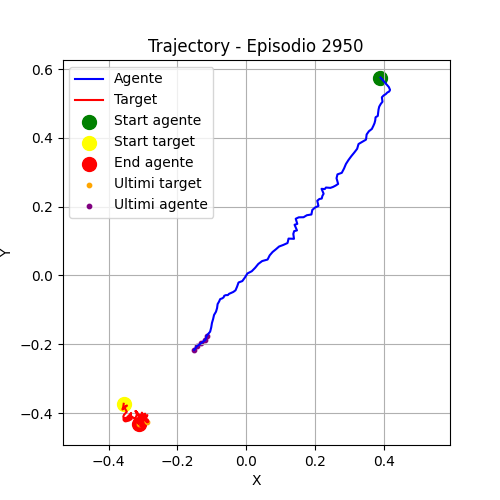 Trajectory - Episodio 2950
Agente
Target
Start agente
Start target
End agente
Ultimi target
Ultimi agente
0.6
0.4
0.2
0.0
−0.2
−0.4
Y
−0.4
−0.2
0.0
0.2
0.4
X